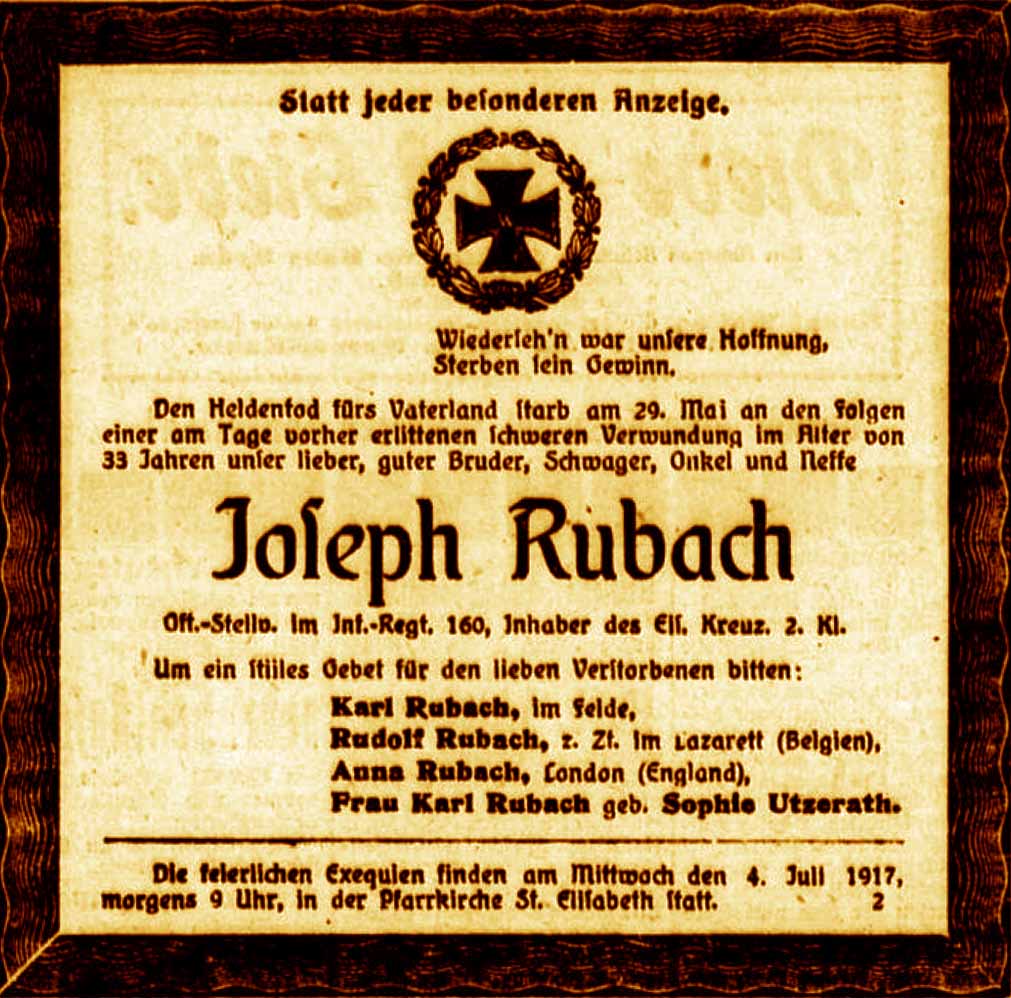 Statt jeder beſonderen Anzeige.
Wiederſeh'n war unſere Hoffnung,
Sterben ſein Gewinn.
Den Heldentod fürs Vaterland ſtarb am 29. Mai an den Folgen
einer am Tage vorher erlittenen ſchweren Verwundung im Alter von
33 Jahren unſer lieber, guter Bruder, Schwager, Onkel und Neffe
Joſeph Rubach
Off.-Stellv. im Inf.-Regt. 160, Inhaber des Eiſ. Kreuz. 2. Kl.
Um ein ſtilles Gebet für den lieben Verſtorbenen bitten:
Karl Rubach, im Felde,
Rudolf Rubach, z. Zt. im Lazarett (Belgien),
Anna Rubach, London (England),
Frau Karl Rubach geb. Sophie Utzerath.
Die feierlichen Exequien finden am Mittwoch den 4. Juli 1917,
morgens 9 Uhr, in der Pfarrkirche St. Eliſabeth ſtatt. 2